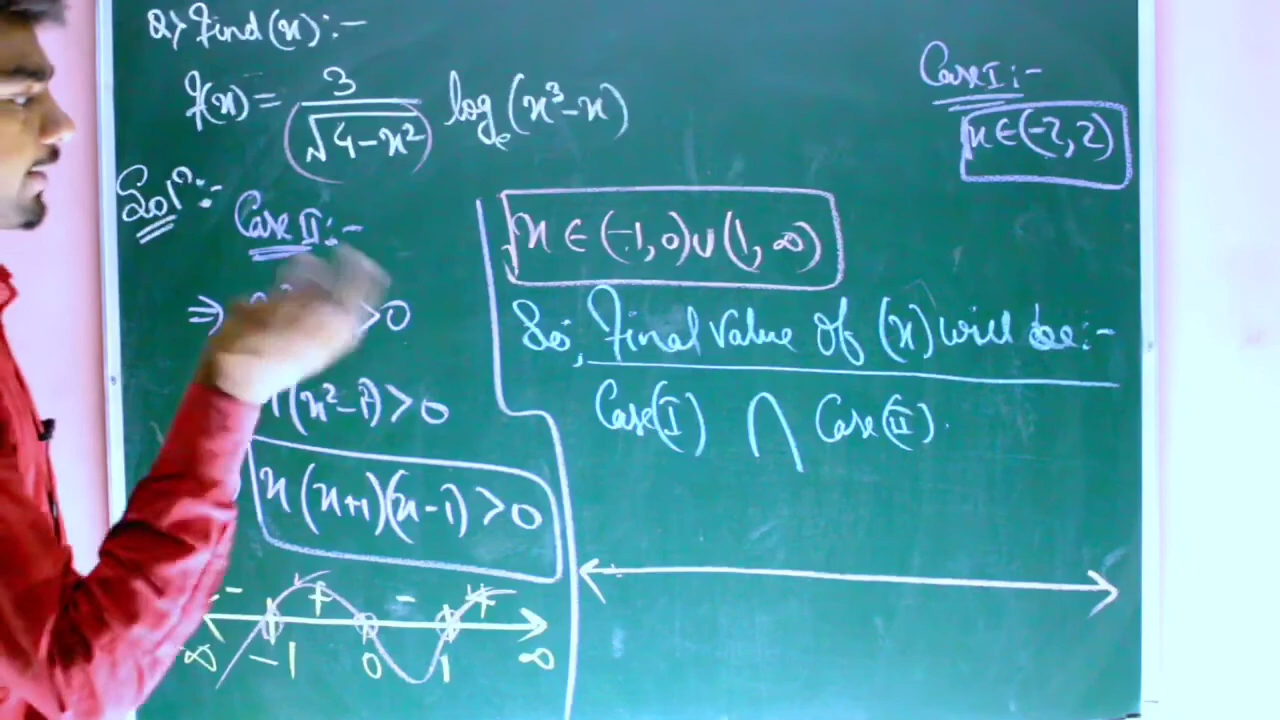 Q) Find (x) :-
f(x) = 3/(√4-x²) logₑ(x³-x)
Case I :-
x ∈ (-2, 2)
Solⁿ :-
Case II :-
⇒ >0
(x²-1) > 0
x(x+1)(x-1) > 0
- + - +
∞ -1 0 1 ∞
x ∈ (-1, 0) ∪ (1, ∞)
So, Final value of (x) will be :-
Case(I) ∩ Case(II).